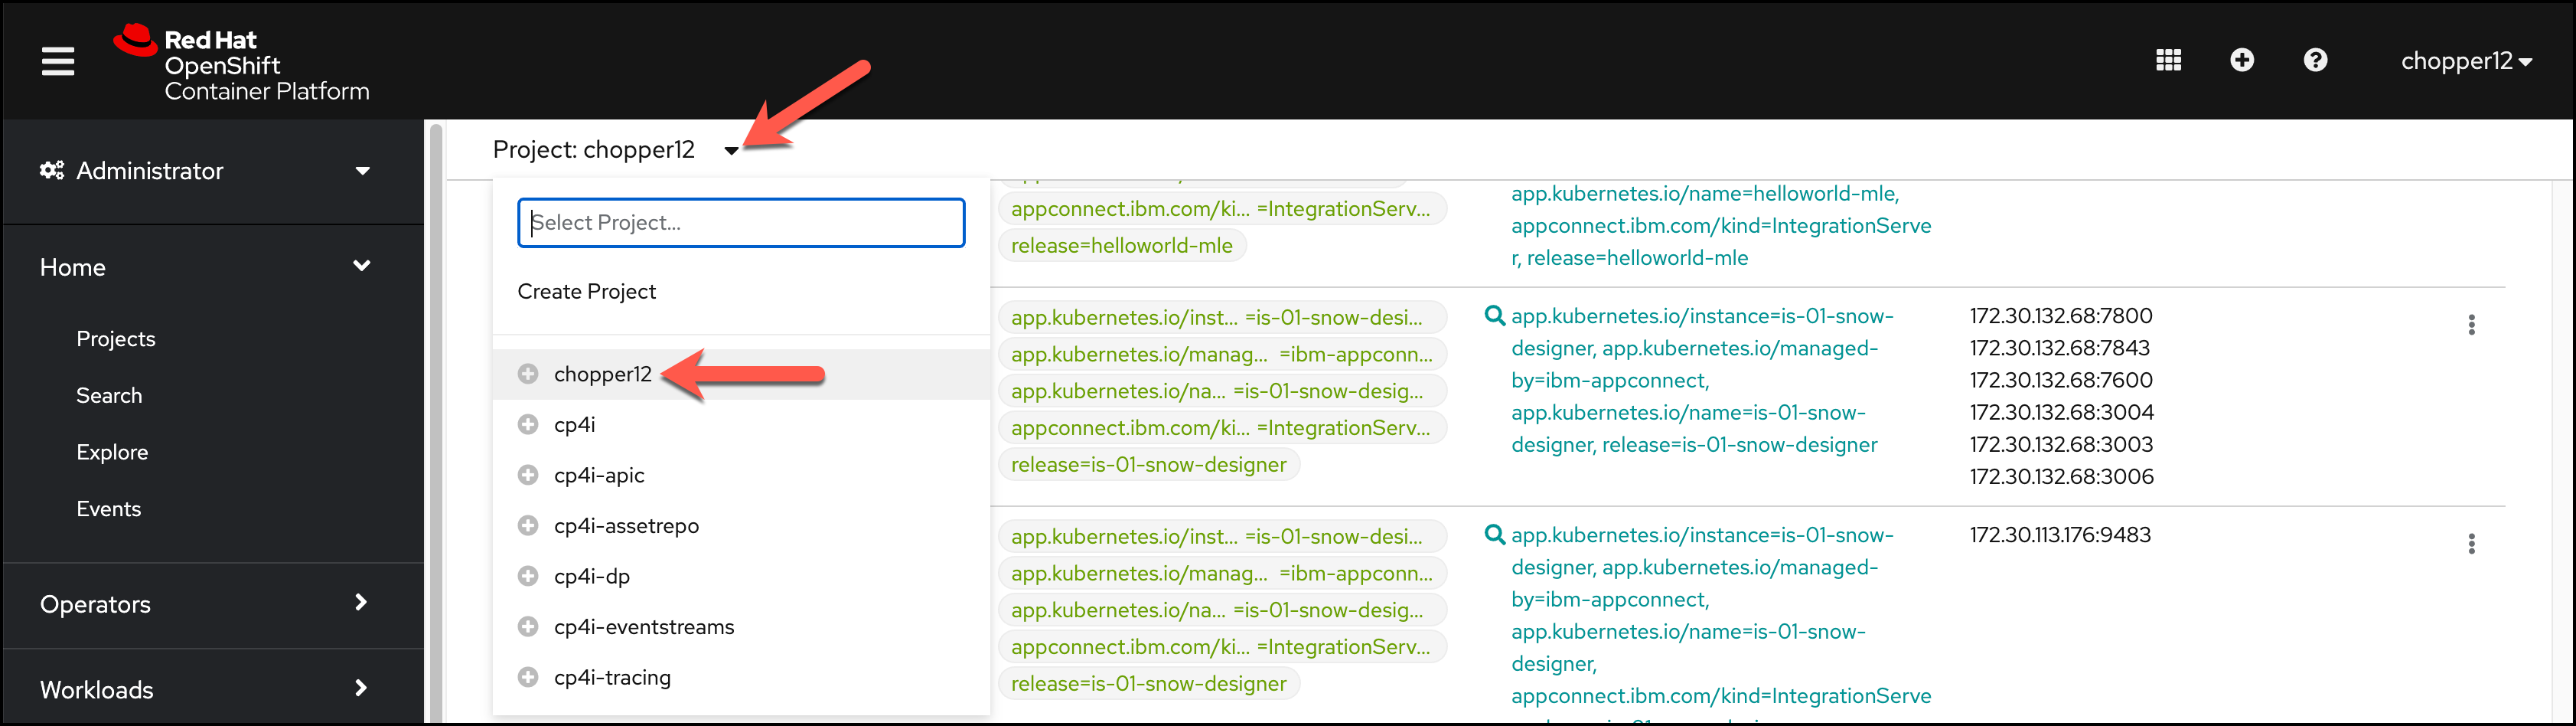 Red Hat
OpenShift
Container Platform
chopper12
Administrator
Home
Projects
Search
Explore
Events
Operators
Workloads
Project: chopper12
Select Project...
Create Project
chopper12
cp4i
cp4i-apic
cp4i-assetrepo
cp4i-dp
cp4i-eventstreams
cp4i-tracing
appconnect.ibm.com/ki... =IntegrationServ...
release=helloworld-mle
app.kubernetes.io/name=helloworld-mle,
appconnect.ibm.com/kind=IntegrationServe
r, release=helloworld-mle
app.kubernetes.io/inst... =is-01-snow-desi...
app.kubernetes.io/manag... =ibm-appconn...
app.kubernetes.io/na... =is-01-snow-desig...
appconnect.ibm.com/ki... =IntegrationServ...
release=is-01-snow-designer
app.kubernetes.io/instance=is-01-snow-
designer, app.kubernetes.io/managed-
by=ibm-appconnect,
app.kubernetes.io/name=is-01-snow-
designer, release=is-01-snow-designer
172.30.132.68:7800
172.30.132.68:7843
172.30.132.68:7600
172.30.132.68:3004
172.30.132.68:3003
172.30.132.68:3006
app.kubernetes.io/inst... =is-01-snow-desi...
app.kubernetes.io/manag... =ibm-appconn...
app.kubernetes.io/na... =is-01-snow-desig...
appconnect.ibm.com/ki... =IntegrationServ...
release=is-01-snow-designer
app.kubernetes.io/instance=is-01-snow-
designer, app.kubernetes.io/managed-
by=ibm-appconnect,
app.kubernetes.io/name=is-01-snow-
designer,
appconnect.ibm.com/kind=IntegrationServe
172.30.113.176:9483